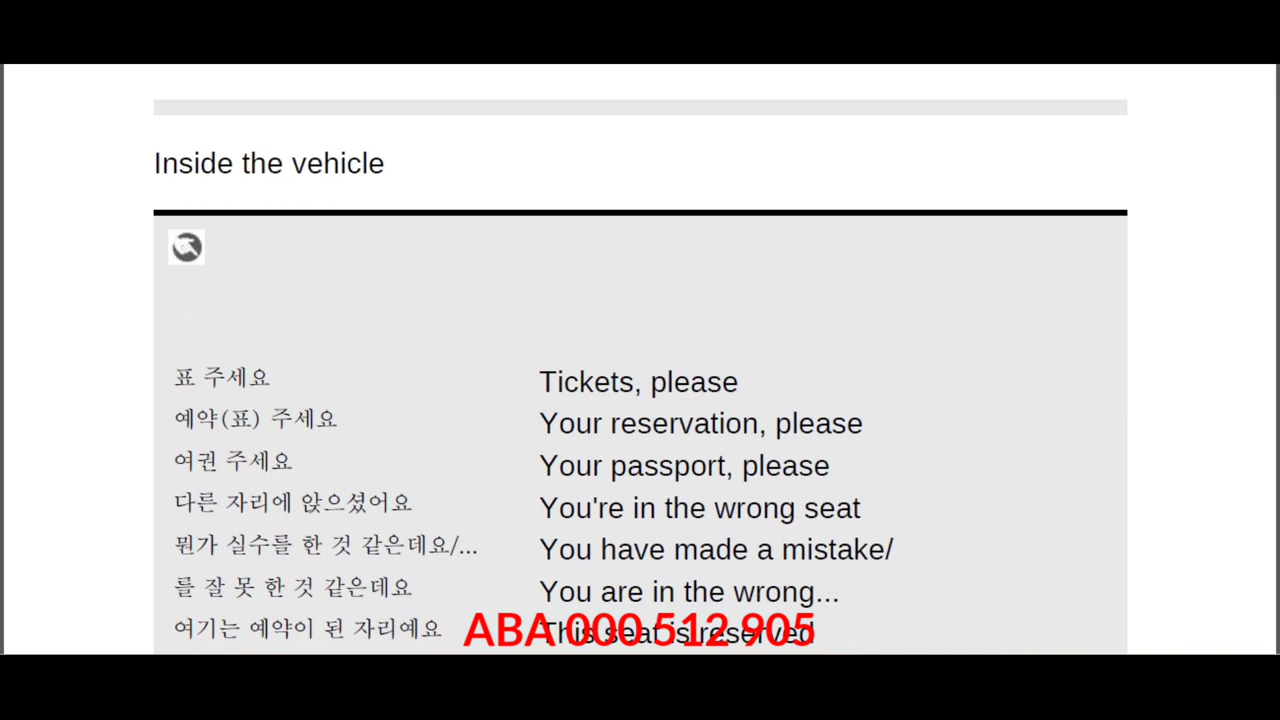 Inside the vehicle
표 주세요 Tickets, please
예약(표) 주세요 Your reservation, please
여권 주세요 Your passport, please
다른 자리에 앉으셨어요 You're in the wrong seat
뭔가 실수를 한 것 같은데요/... You have made a mistake/
를 잘 못 한 것 같은데요 You are in the wrong...
여기는 예약이 된 자리예요 This seat is reserved
ABA 000 512 905